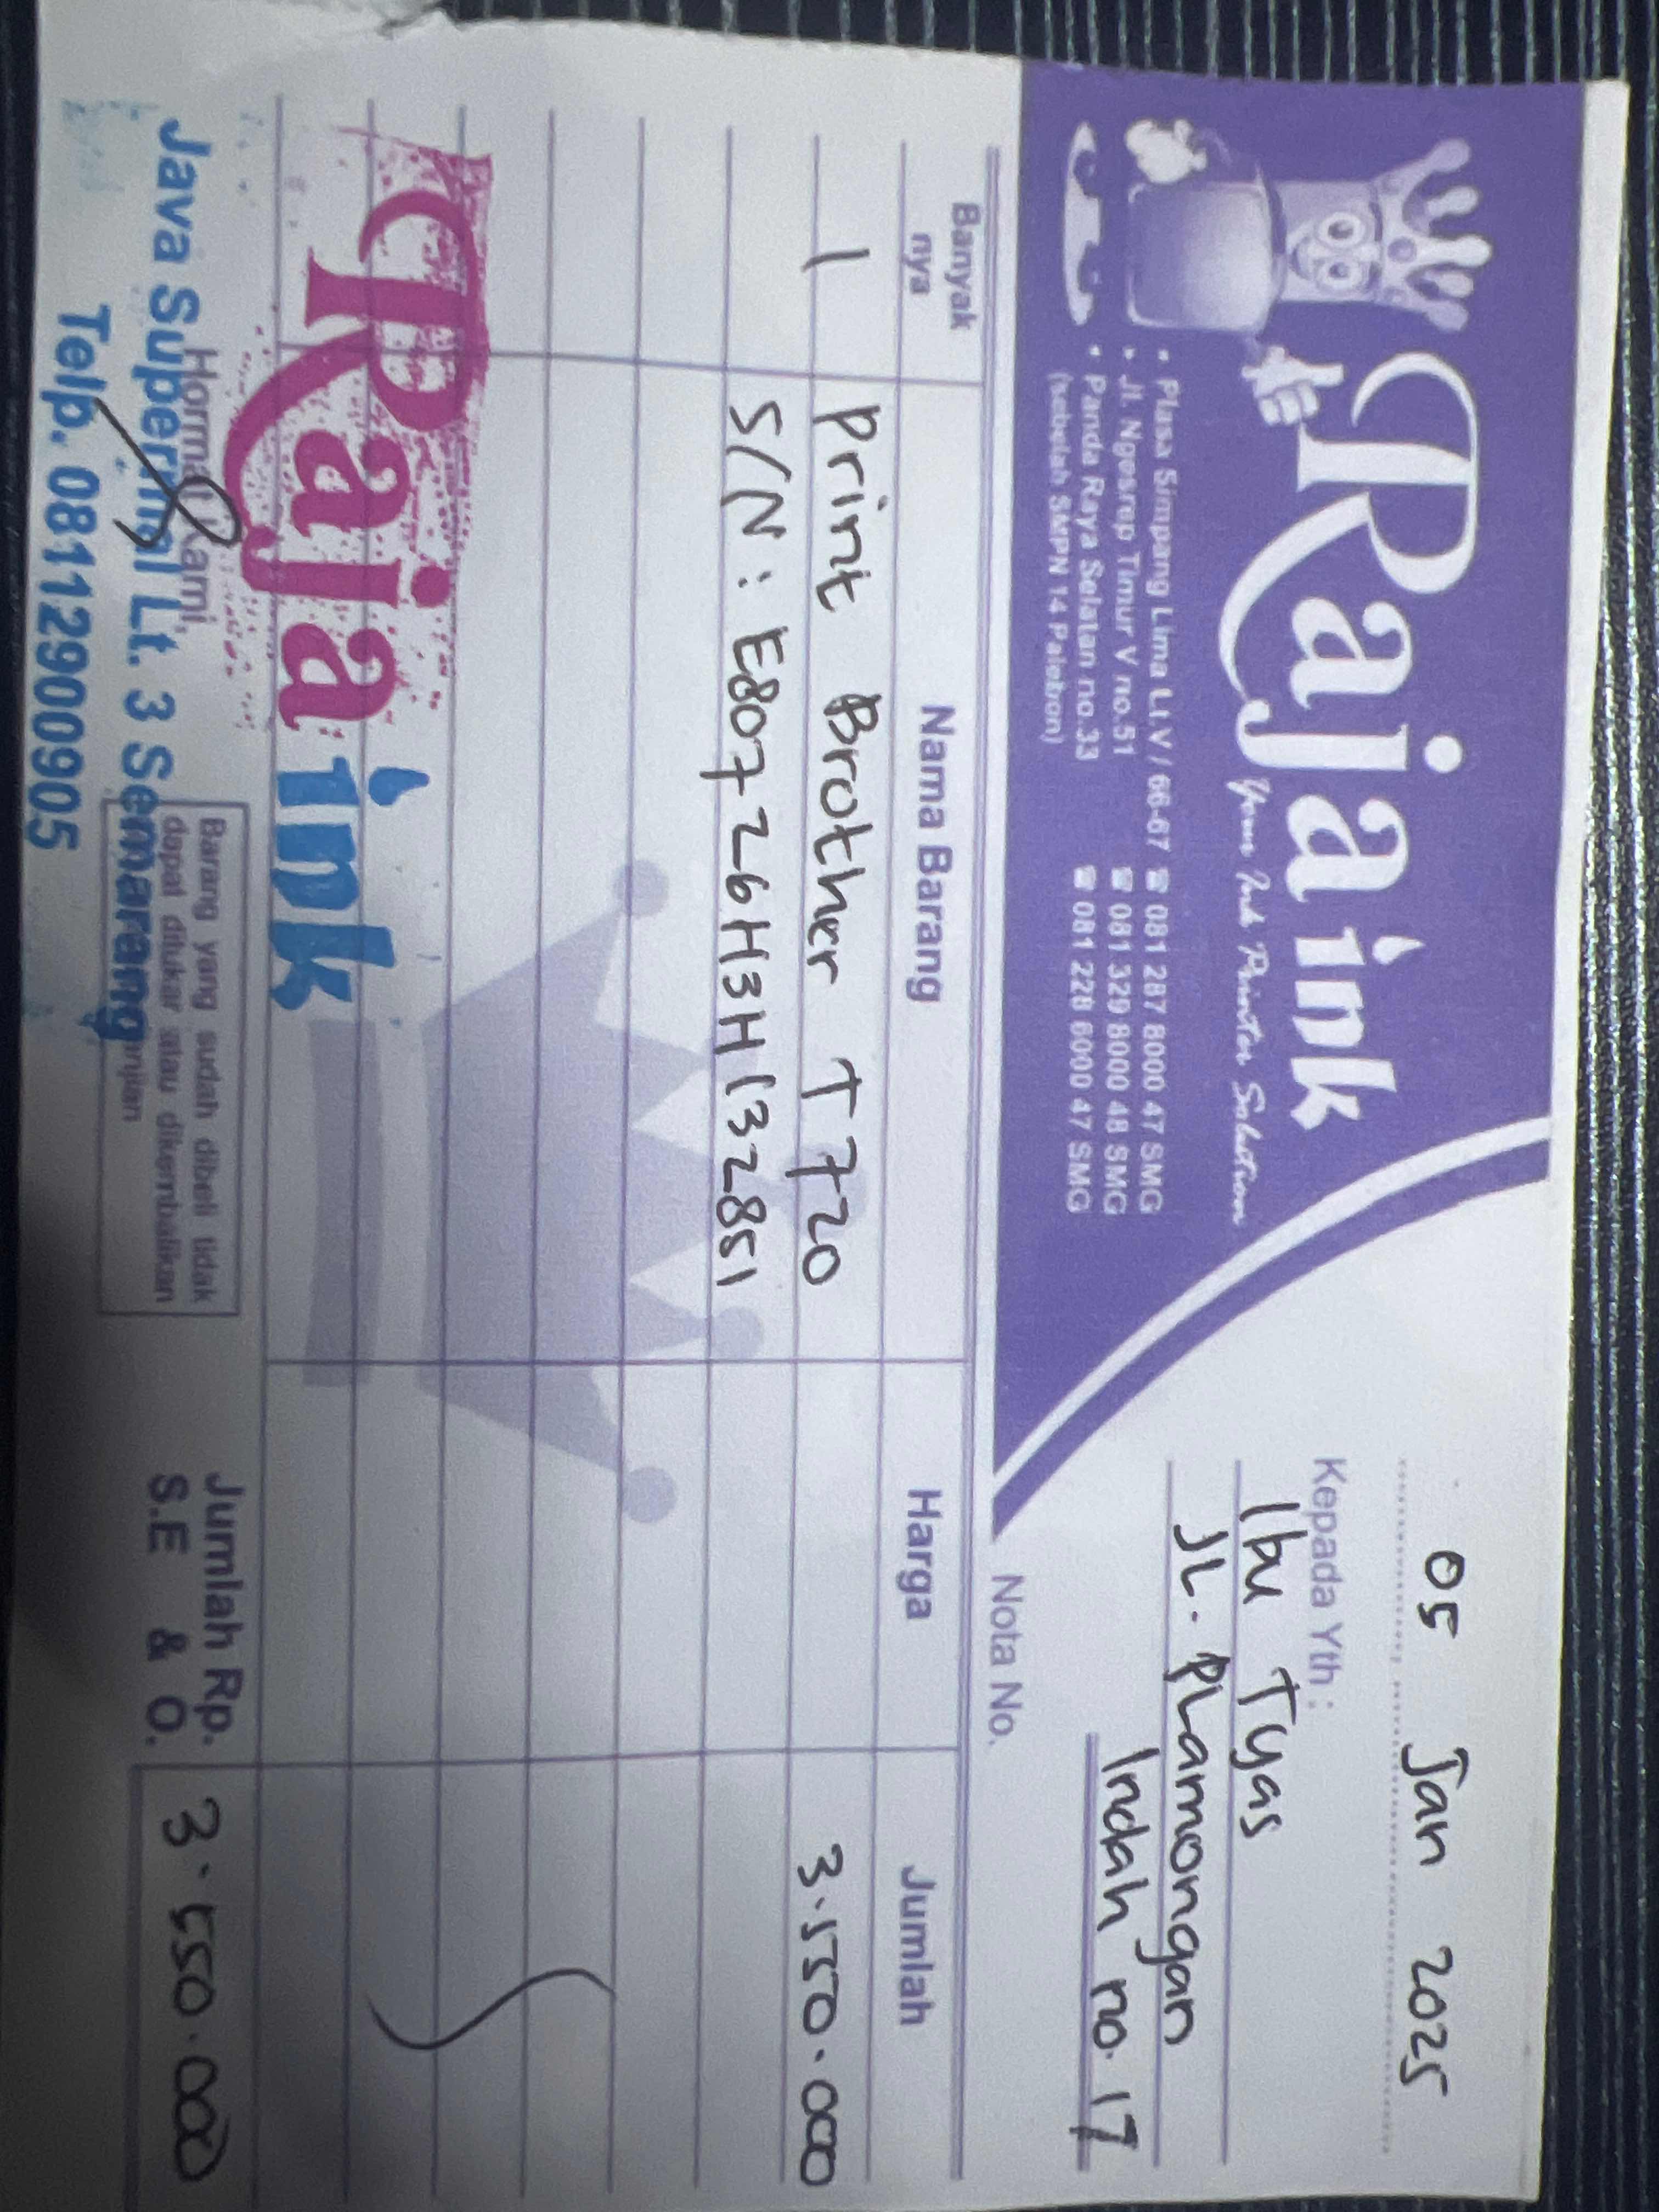 Raja ink
Your Ink Printer Solution
• Plasa Simpang Lima Lt V / 66-67 ☎ 081 287 8000 47 SMG
• Jl. Ngesrep Timur V no.51 ☎ 081 329 8000 48 SMG
• Panda Raya Selatan no.33 ☎ 081 228 6000 47 SMG
(sebelah SMPN 14 Palebon)
05 Jan 2025
Kepada Yth :
Ibu Tyas
JL. Plamongan
Indah no. 17
Nota No.
Banyak
nya
Nama Barang
Harga
Jumlah
1 Print Brother T720 3.550.000
S/N : E80726H3H132851
Raja ink
Hormat Kami,
Java Supermal Lt. 3 Semarang
Telp. 08112900905
Barang yang sudah dibeli tidak
dapat ditukar atau dikembalikan
Jumlah Rp. 3.550.000
S.E & O.